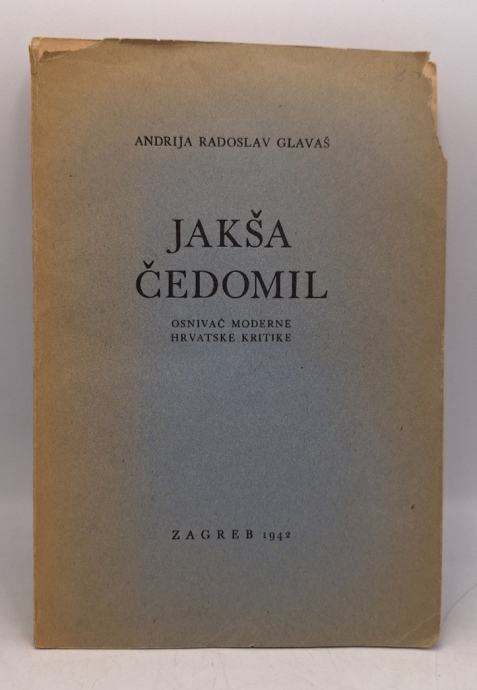 ANDRIJA RADOSLAV GLAVAŠ
JAKŠA
ČEDOMIL
OSNIVAČ MODERNE
HRVATSKE KRITIKE
ZAGREB 1942